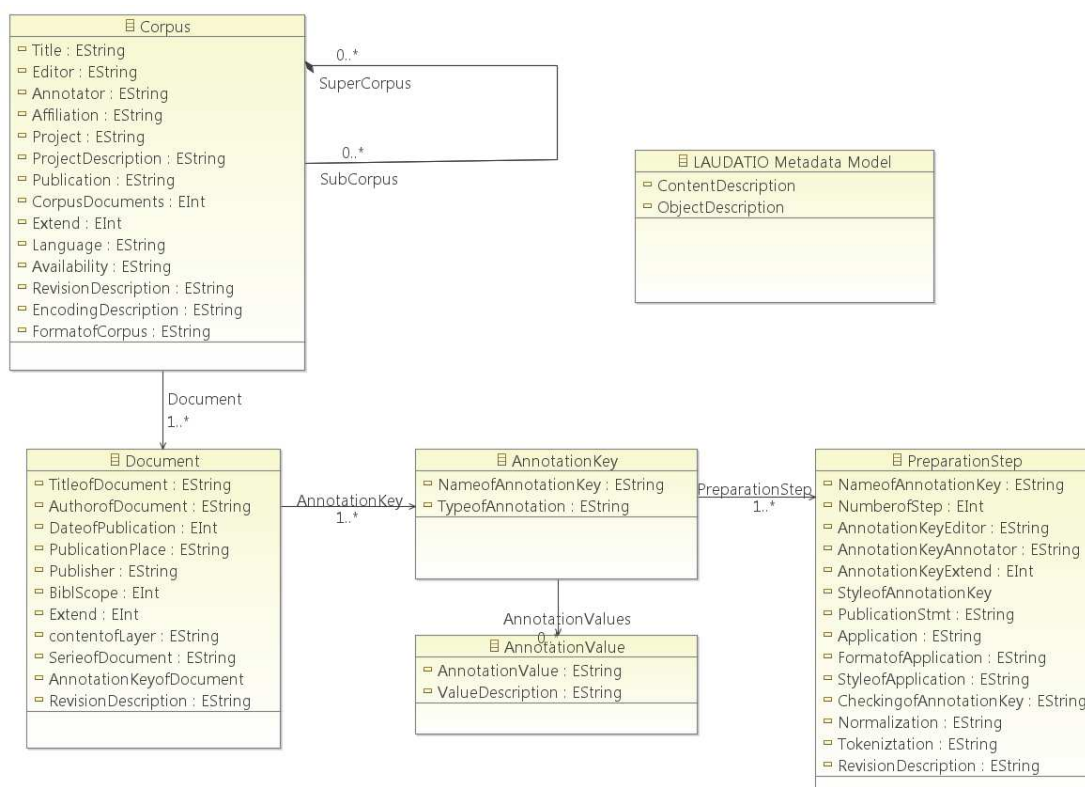 Corpus
Title : EString
Editor : EString
Annotator : EString
Affiliation : EString
Project : EString
ProjectDescription : EString
Publication : EString
CorpusDocuments : EInt
Extend : EInt
Language : EString
Availability : EString
RevisionDescription : EString
EncodingDescription : EString
FormatofCorpus : EString
0..*
SuperCorpus
0..*
SubCorpus
LAUDATIO Metadata Model
ContentDescription
ObjectDescription
Document
1..*
Document
TitleofDocument : EString
AuthorofDocument : EString
DateofPublication : EInt
PublicationPlace : EString
Publisher : EString
BiblScope : EInt
Extend : EInt
contentofLayer : EString
SerieofDocument : EString
AnnotationKeyofDocument
RevisionDescription : EString
AnnotationKey
1..*
AnnotationKey
NameofAnnotationKey : EString
TypeofAnnotation : EString
PreparationStep
1..*
AnnotationValues
0..*
AnnotationValue
AnnotationValue : EString
ValueDescription : EString
PreparationStep
NameofAnnotationKey : EString
NumberofStep : EInt
AnnotationKeyEditor : EString
AnnotationKeyAnnotator : EString
AnnotationKeyExtend : EInt
StyleofAnnotationKey
PublicationStmt : EString
Application : EString
FormatofApplication : EString
StyleofApplication : EString
CheckingofAnnotationKey : EString
Normalization : EString
Tokeniztation : EString
RevisionDescription : EString